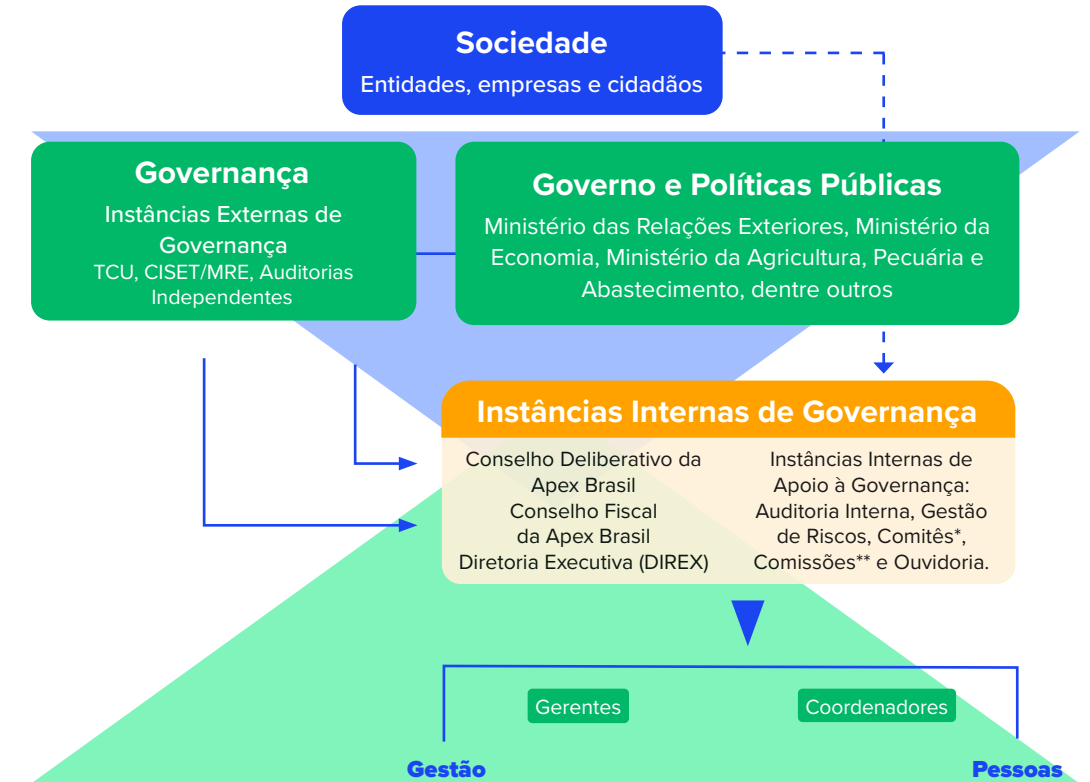 Sociedade
Entidades, empresas e cidadãos
Governança
Instâncias Externas de
Governança
TCU, CISET/MRE, Auditorias
Independentes
Governo e Políticas Públicas
Ministério das Relações Exteriores, Ministério da
Economia, Ministério da Agricultura, Pecuária e
Abastecimento, dentre outros
Instâncias Internas de Governança
Conselho Deliberativo da
Apex Brasil
Conselho Fiscal
da Apex Brasil
Diretoria Executiva (DIREX)
Instâncias Internas de
Apoio à Governança:
Auditoria Interna, Gestão
de Riscos, Comitês*,
Comissões** e Ouvidoria.
Gerentes
Coordenadores
Gestão
Pessoas